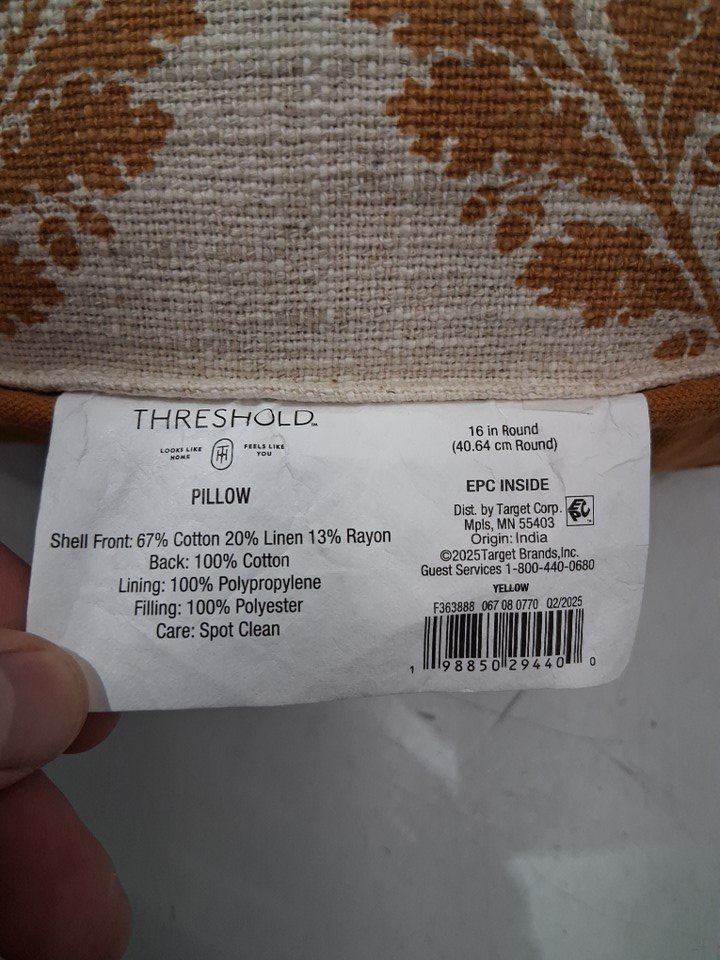 THRESHOLD™
LOOKS LIKE HOME
TH
FEELS LIKE YOU
PILLOW
Shell Front: 67% Cotton 20% Linen 13% Rayon
Back: 100% Cotton
Lining: 100% Polypropylene
Filling: 100% Polyester
Care: Spot Clean
16 in Round
(40.64 cm Round)
EPC INSIDE
Dist. by Target Corp.
Mpls, MN 55403
EPC™
Origin: India
©2025Target Brands,Inc.
Guest Services 1-800-440-0680
YELLOW
F363888 067 08 0770 Q2/2025
1 98850 29440 0